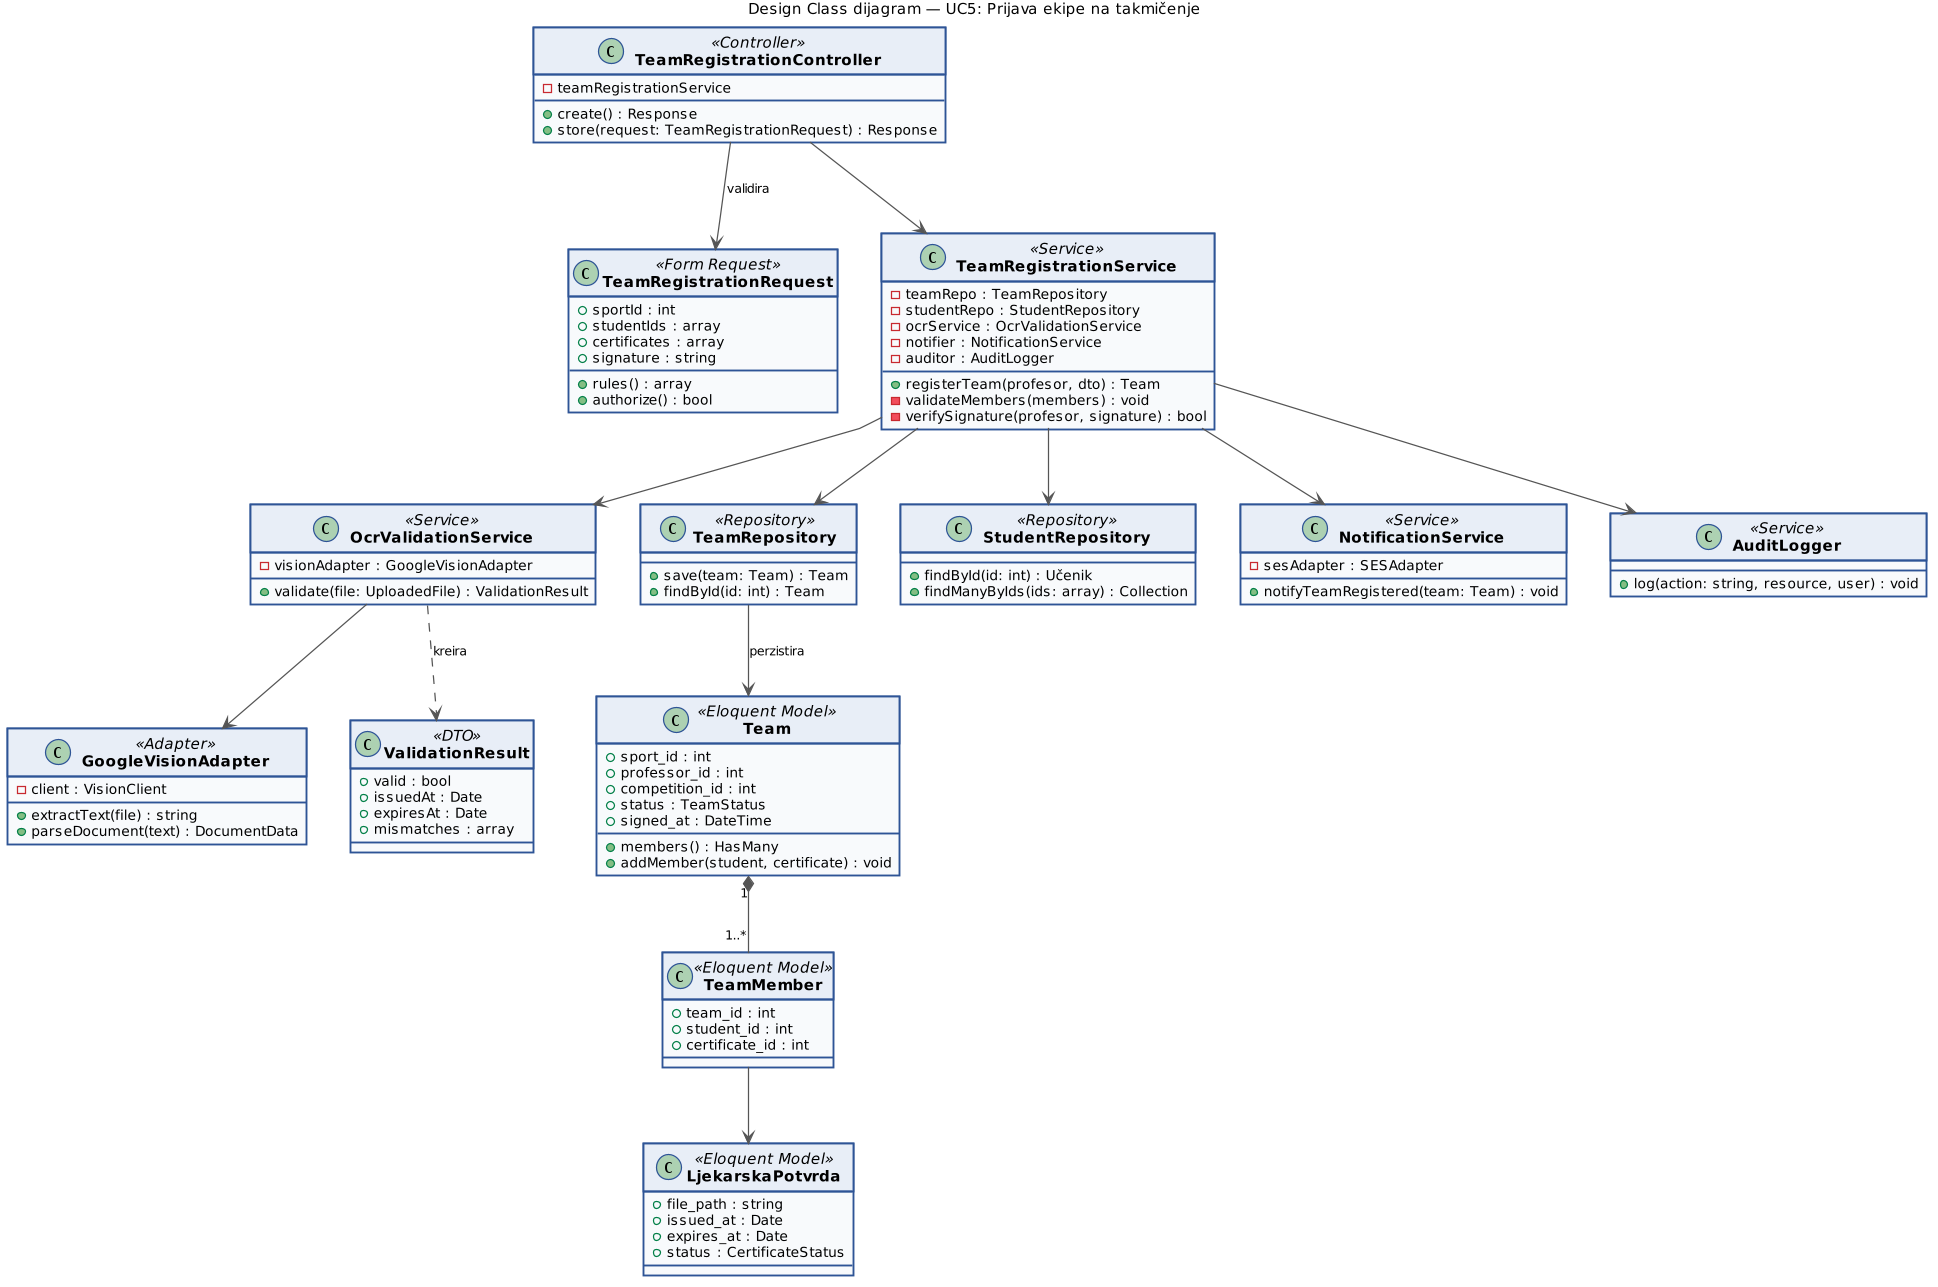 Design Class dijagram — UC5: Prijava ekipe na takmičenje
«Controller»
TeamRegistrationController
teamRegistrationService
create() : Response
store(request: TeamRegistrationRequest) : Response
validira
«Form Request»
TeamRegistrationRequest
sportId : int
studentIds : array
certificates : array
signature : string
rules() : array
authorize() : bool
«Service»
TeamRegistrationService
teamRepo : TeamRepository
studentRepo : StudentRepository
ocrService : OcrValidationService
notifier : NotificationService
auditor : AuditLogger
registerTeam(profesor, dto) : Team
validateMembers(members) : void
verifySignature(profesor, signature) : bool
«Service»
OcrValidationService
visionAdapter : GoogleVisionAdapter
validate(file: UploadedFile) : ValidationResult
«Repository»
TeamRepository
save(team: Team) : Team
findById(id: int) : Team
«Repository»
StudentRepository
findById(id: int) : Učenik
findManyByIds(ids: array) : Collection
«Service»
NotificationService
sesAdapter : SESAdapter
notifyTeamRegistered(team: Team) : void
«Service»
AuditLogger
log(action: string, resource, user) : void
kreira
perzistira
«Adapter»
GoogleVisionAdapter
client : VisionClient
extractText(file) : string
parseDocument(text) : DocumentData
«DTO»
ValidationResult
valid : bool
issuedAt : Date
expiresAt : Date
mismatches : array
«Eloquent Model»
Team
sport_id : int
professor_id : int
competition_id : int
status : TeamStatus
signed_at : DateTime
members() : HasMany
addMember(student, certificate) : void
1
1..*
«Eloquent Model»
TeamMember
team_id : int
student_id : int
certificate_id : int
«Eloquent Model»
LjekarskaPotvrda
file_path : string
issued_at : Date
expires_at : Date
status : CertificateStatus